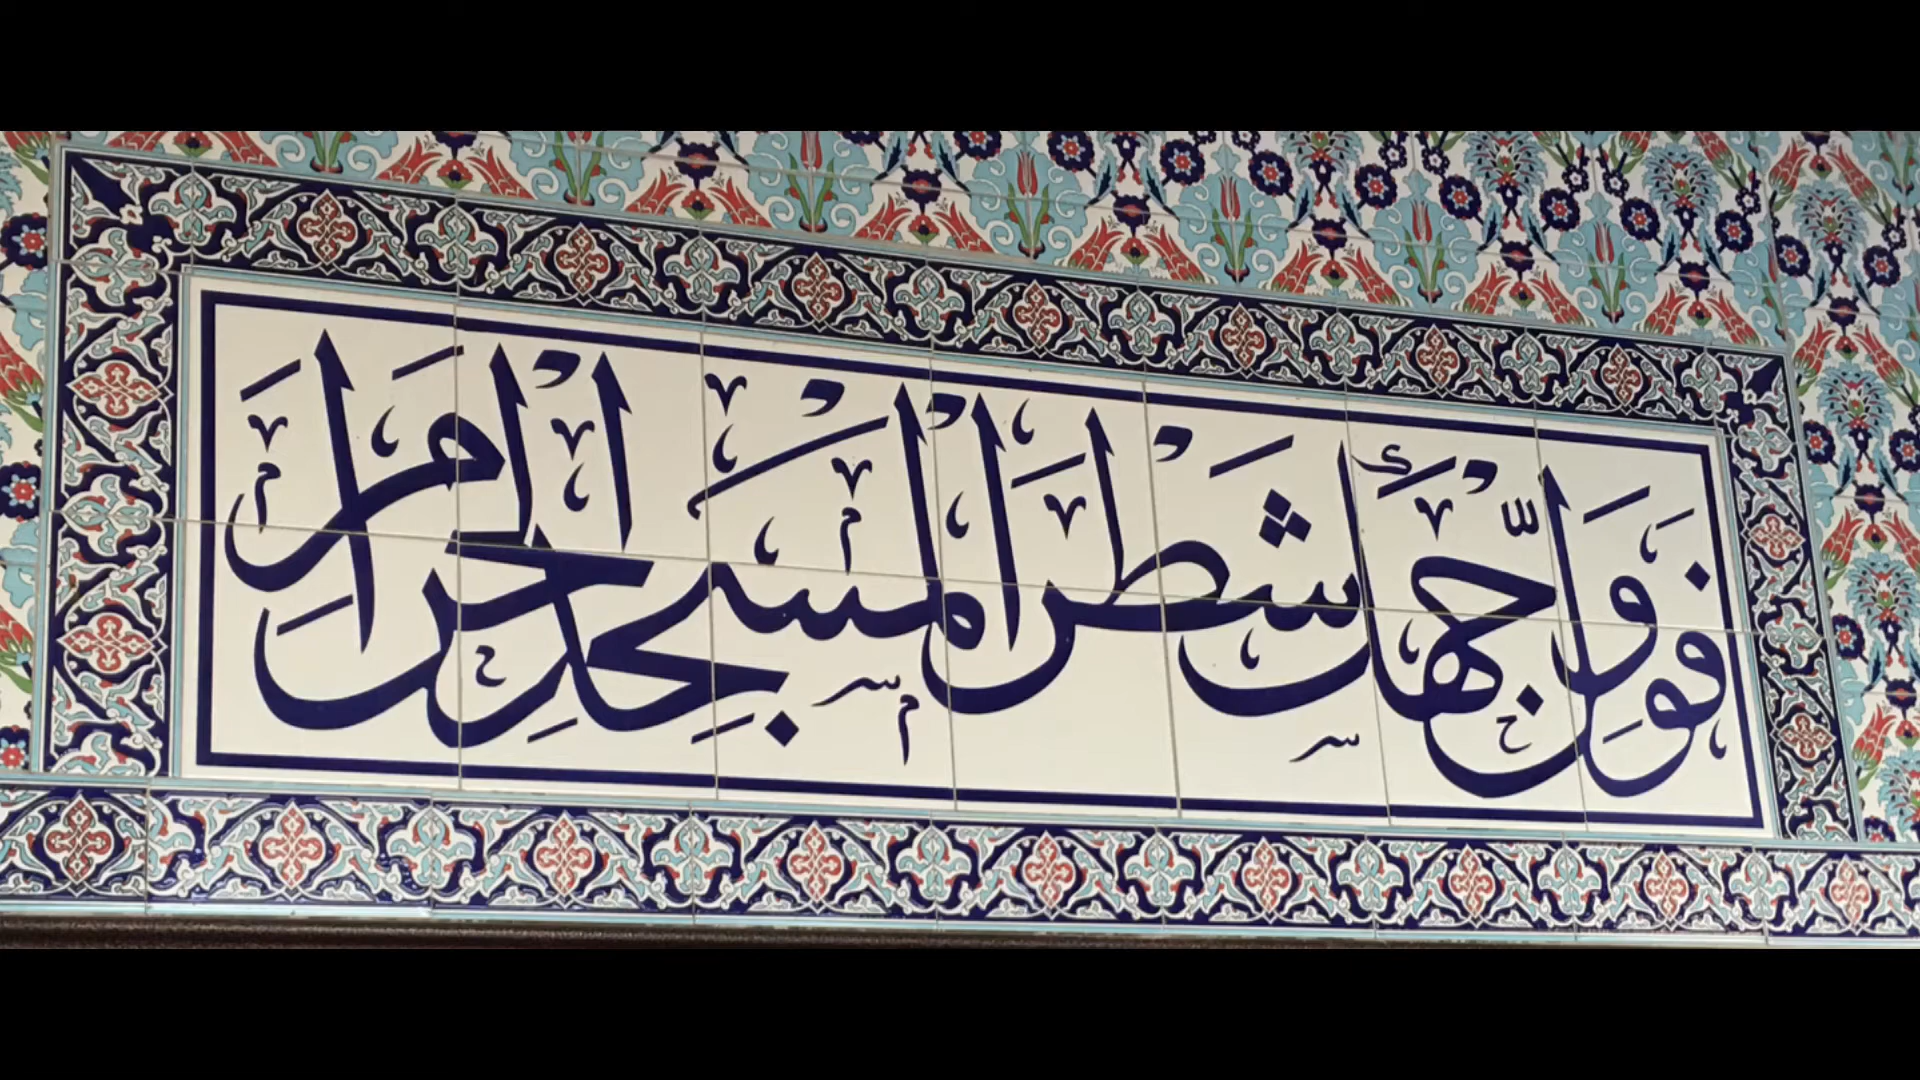 فَوَلِّ وَجْهَكَ شَطْرَ الْمَسْجِدِ الْحَرَامِ